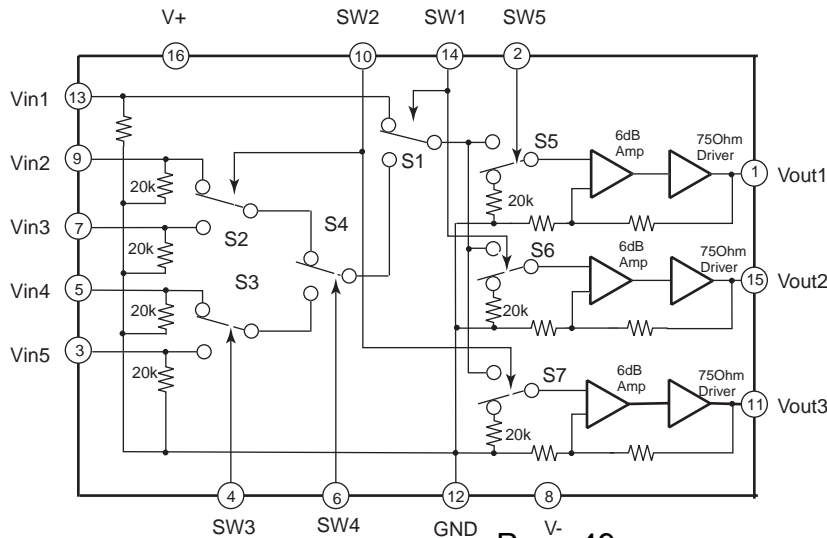 V+ SW2 SW1 SW5
16 10 14 2
Vin1 13
6dB Amp 75Ohm Driver
S5
S1
Vin2 9
20k
1 Vout1
20k
Vin3 7
S2 S4
20k
S6
6dB Amp 75Ohm Driver
15 Vout2
Vin4 5
S3
20k
20k
Vin5 3
20k
S7
6dB Amp 75Ohm Driver
11 Vout3
20k
4 6 12 8
SW3 SW4 GND V-